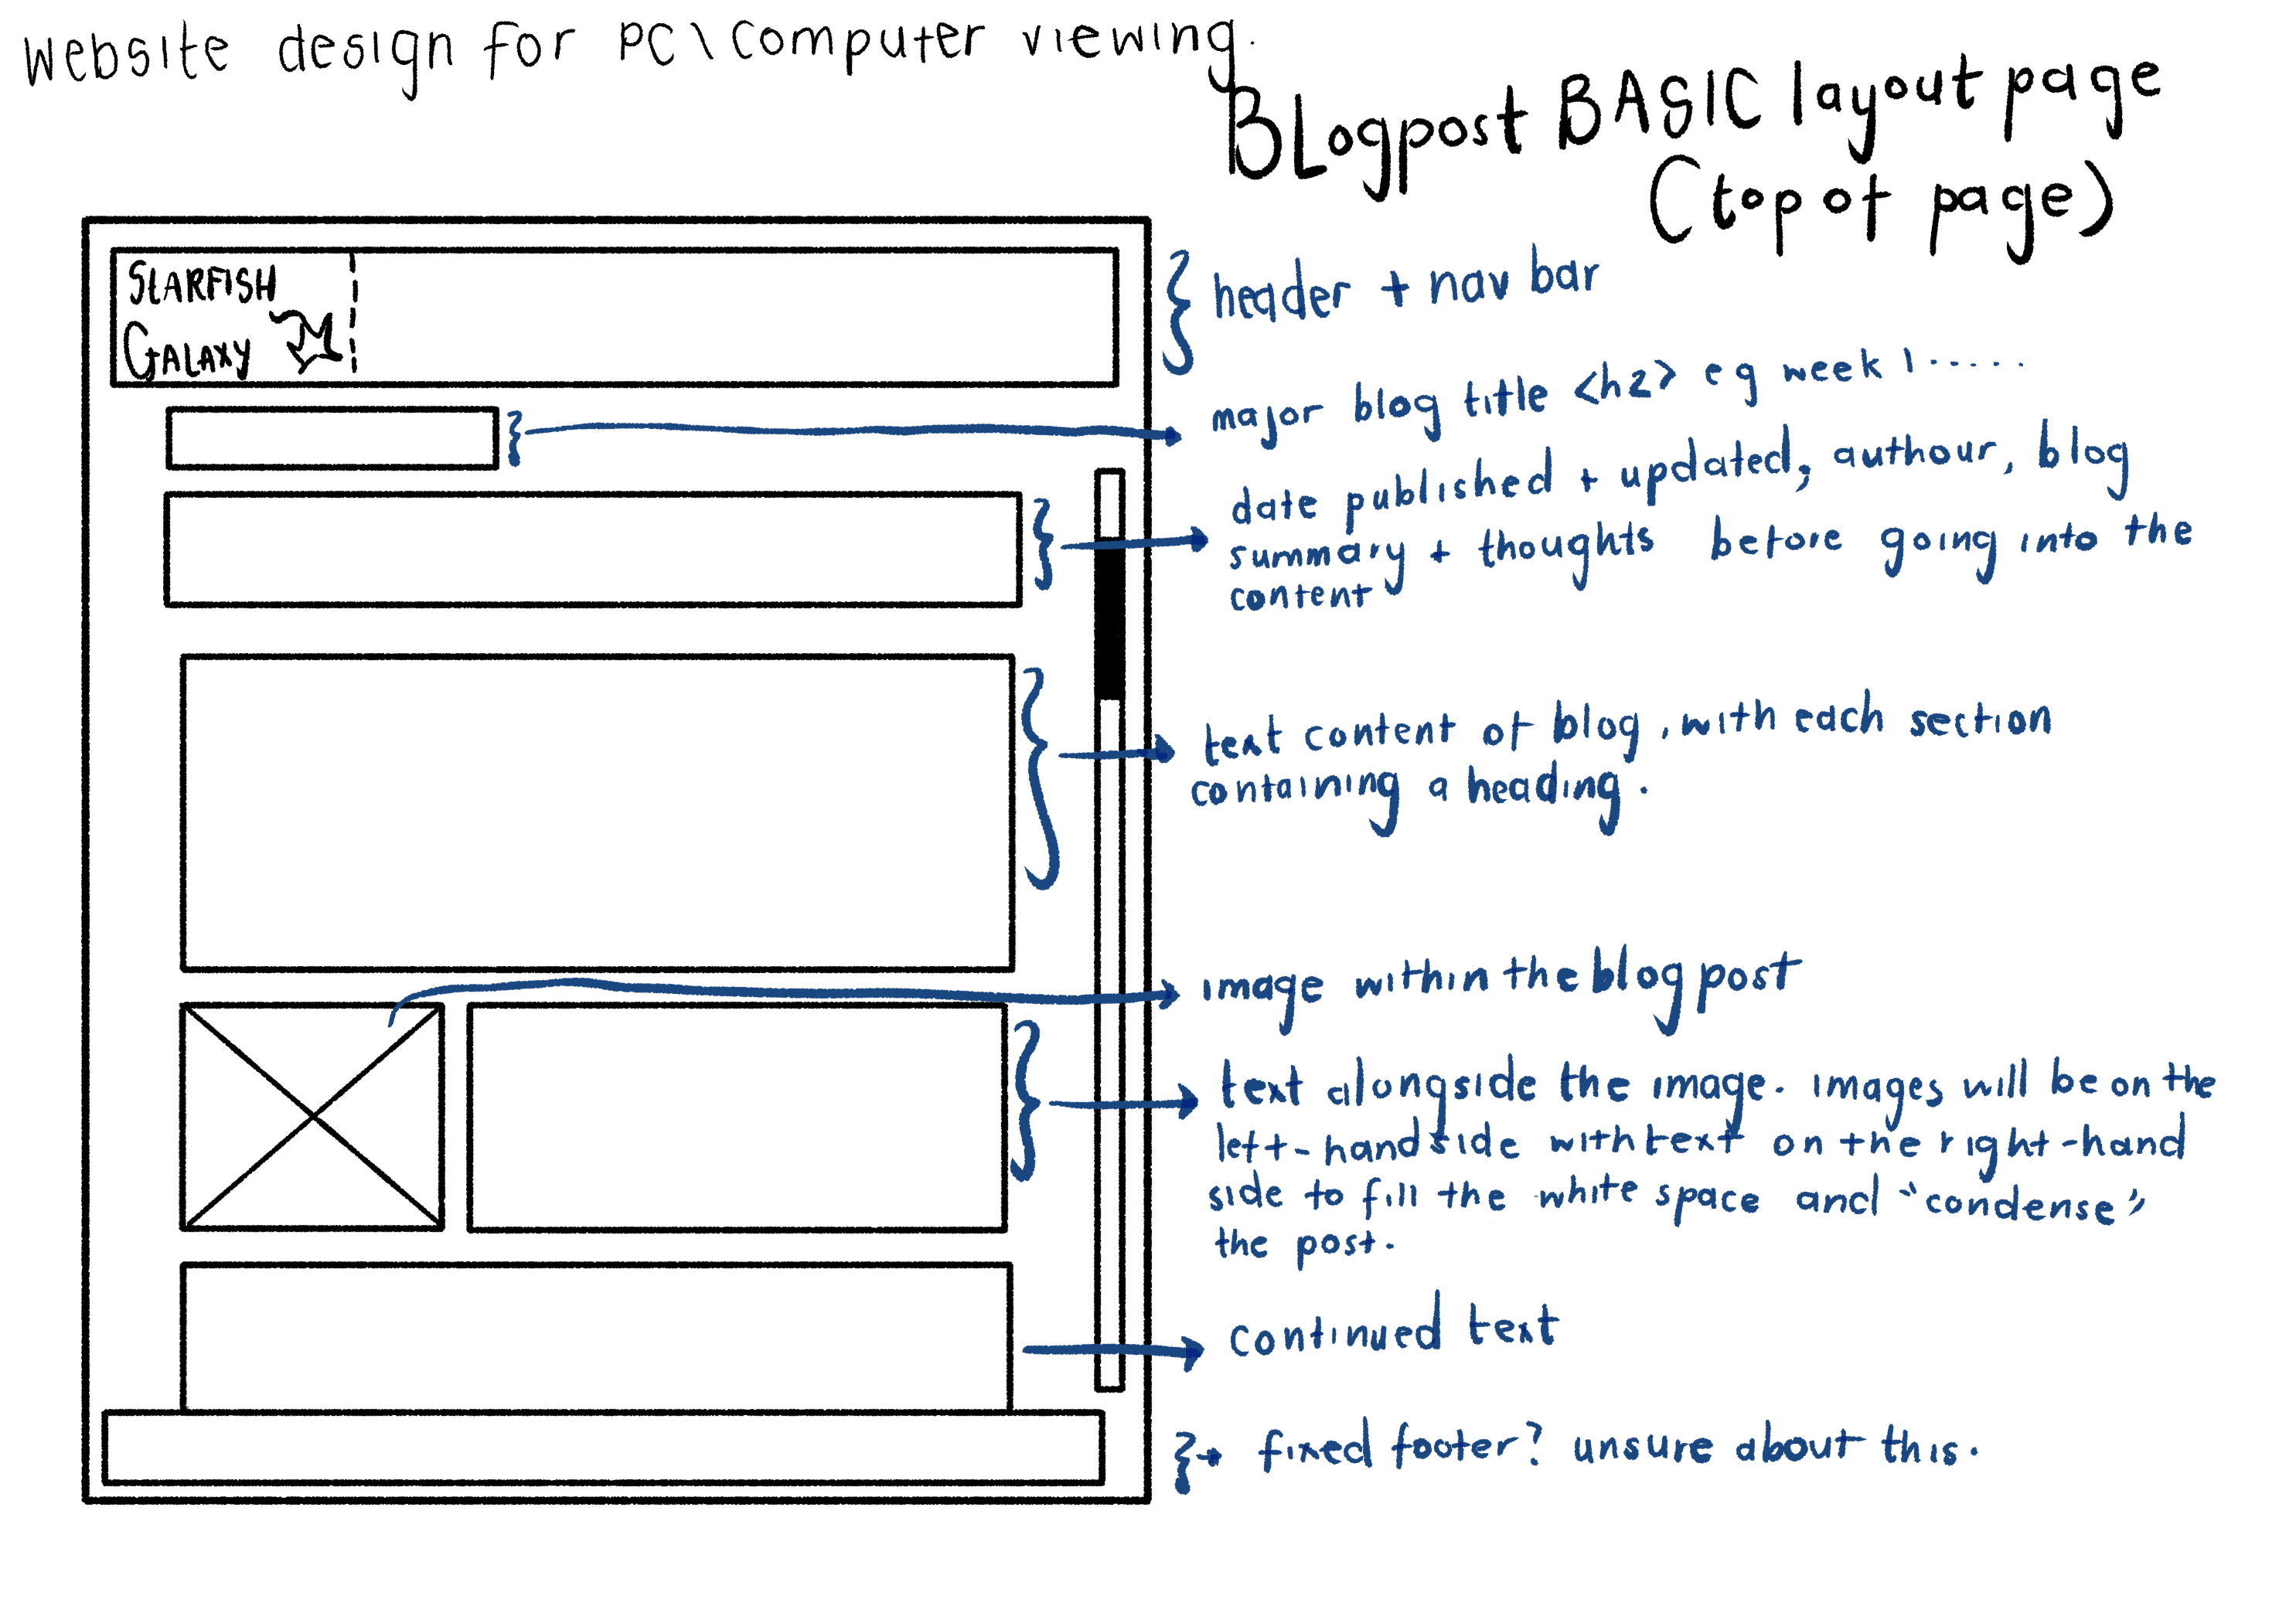 Website design for PC\Computer viewing.
BLogpost BASIC layout page
(top of page)
STARFISH
GALAXY
header + nav bar
major blog title <h2> eg week 1 ......
date published + updated, authour, blog
summary + thoughts before going into the
content
text content of blog, with each section
containing a heading.
image within the blog post
text alongside the image. images will be on the
left-hand side with text on the right-hand
side to fill the white space and "condense"
the post.
continued text
fixed footer? unsure about this.